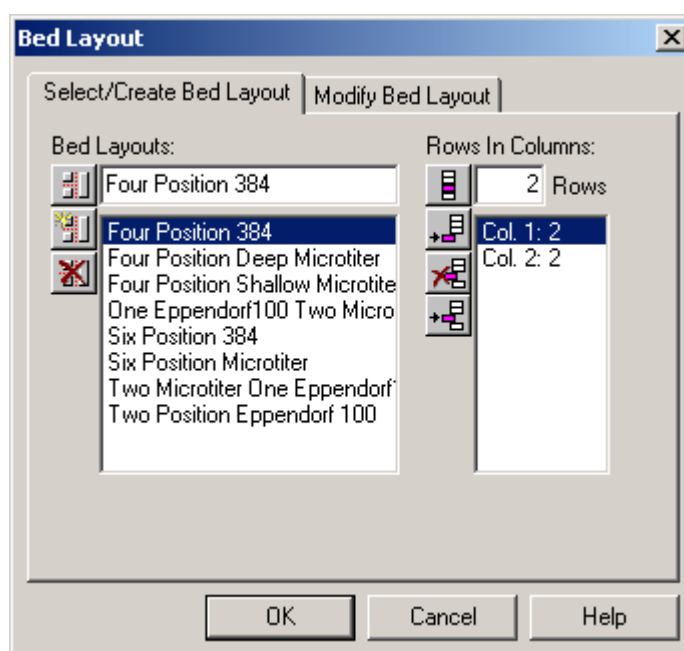 Bed Layout
Select/Create Bed Layout
Modify Bed Layout
Bed Layouts:
Rows In Columns:
Four Position 384
2 Rows
Four Position 384
Four Position Deep Microtiter
Four Position Shallow Microtite
One Eppendorf100 Two Micro
Six Position 384
Six Position Microtiter
Two Microtiter One Eppendorf
Two Position Eppendorf 100
Col. 1: 2
Col. 2: 2
OK
Cancel
Help